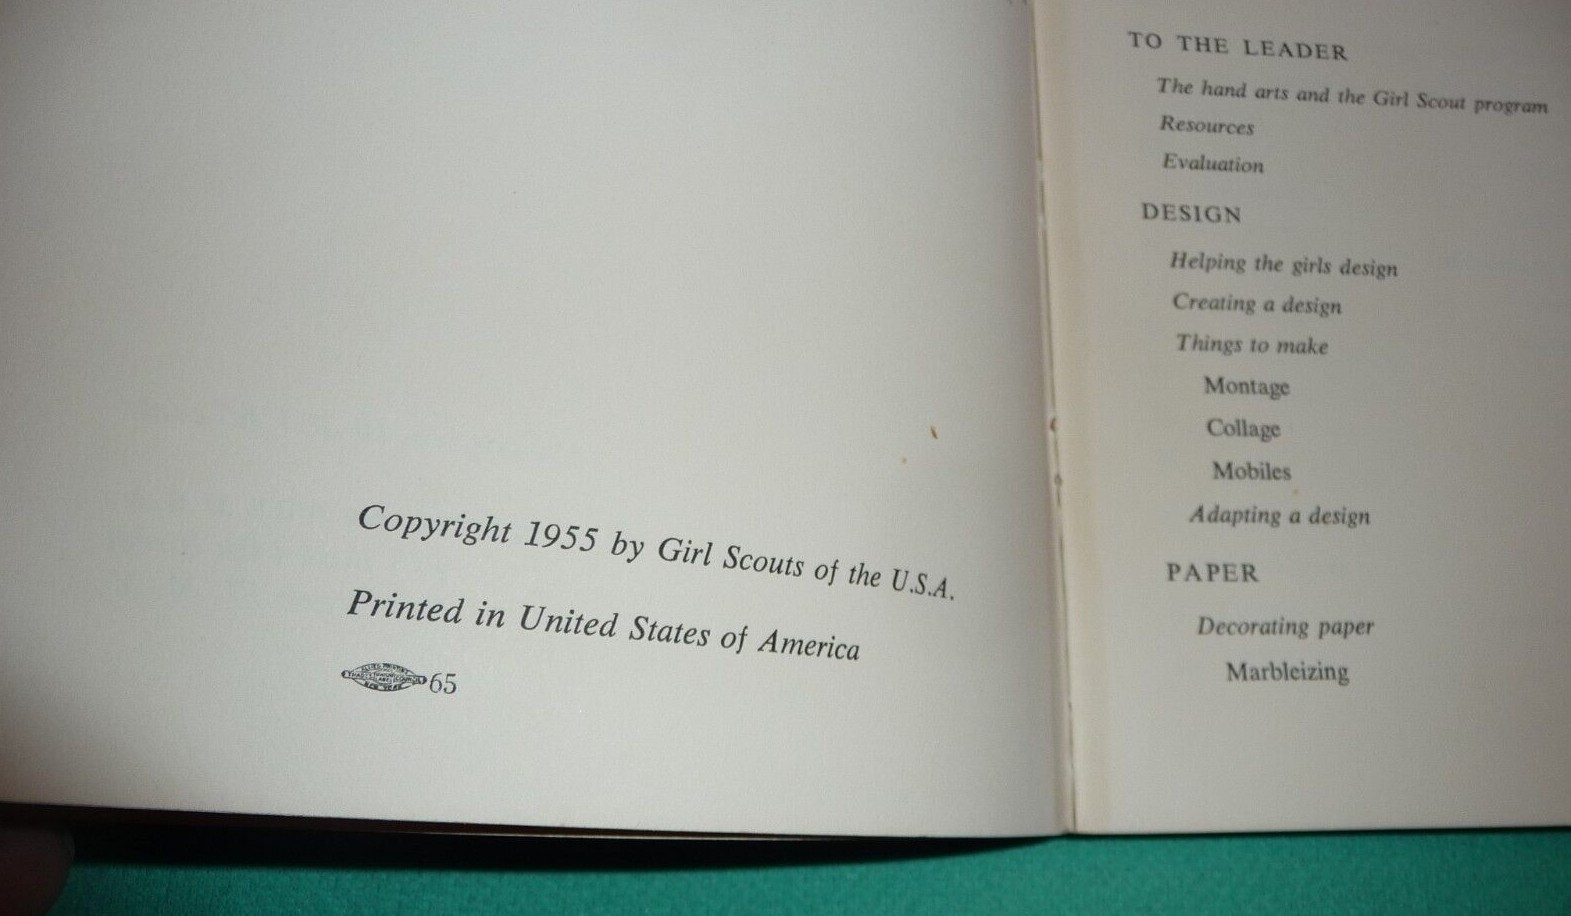 Copyright 1955 by Girl Scouts of the U.S.A.
Printed in United States of America
65
TO THE LEADER
The hand arts and the Girl Scout program
Resources
Evaluation
DESIGN
Helping the girls design
Creating a design
Things to make
Montage
Collage
Mobiles
Adapting a design
PAPER
Decorating paper
Marbleizing